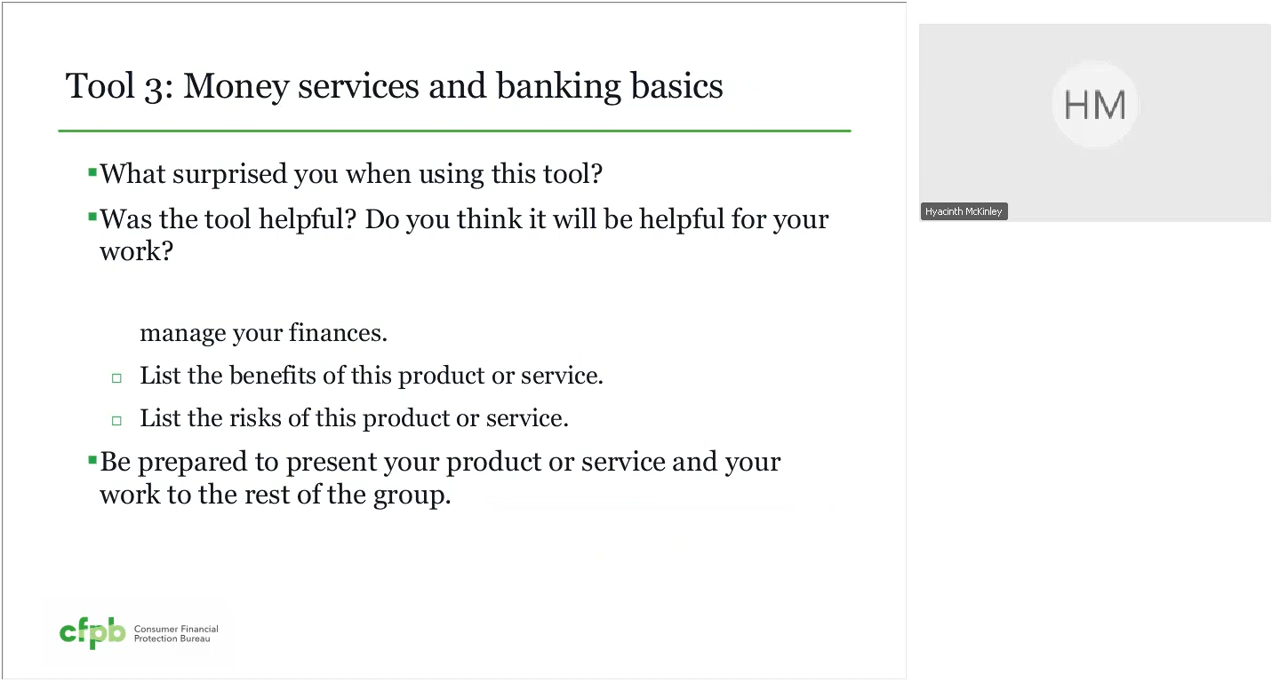 Tool 3: Money services and banking basics
What surprised you when using this tool?
Was the tool helpful? Do you think it will be helpful for your
work?
manage your finances.
List the benefits of this product or service.
List the risks of this product or service.
Be prepared to present your product or service and your
work to the rest of the group.
cfpb Consumer Financial
Protection Bureau
HM
Hyacinth McKinley